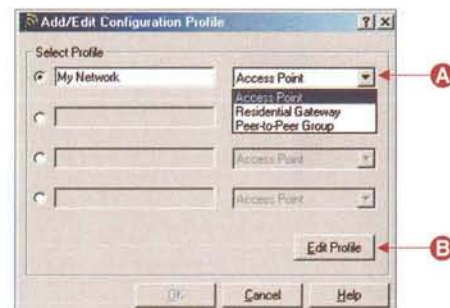 Add/Edit Configuration Profile
Select Profile
My Network
Access Point
A
Access Point
Residential Gateway
Peer-to-Peer Group
Access Point
Access Point
Edit Profile
B
OK
Cancel
Help